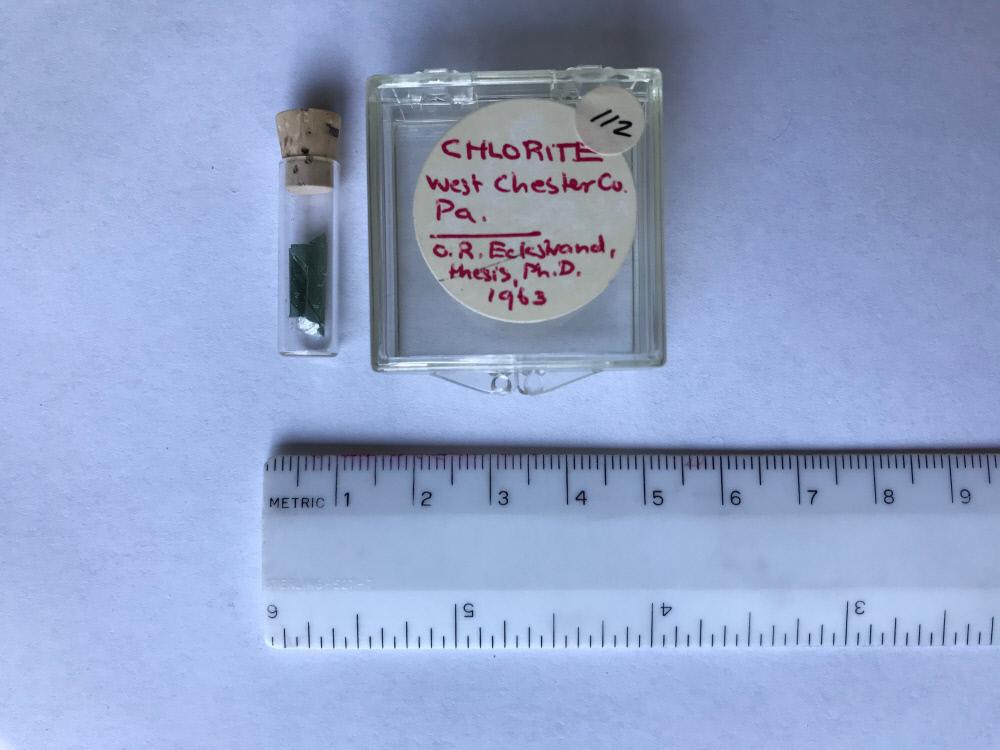 112
CHLORITE
West Chester Co.
Pa.
O.R. Eckstrand,
thesis, Ph.D.
1963
METRIC 1 2 3 4 5 6 7 8 9
6 5 4 3